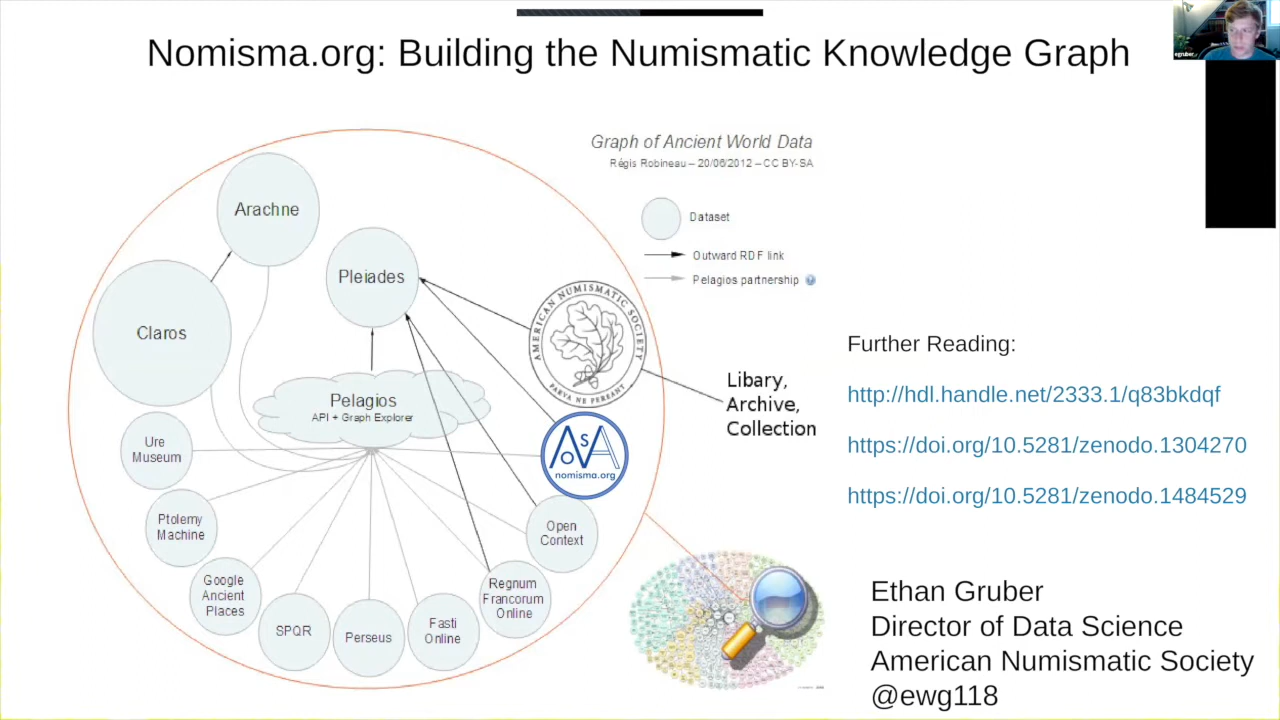 Nomisma.org: Building the Numismatic Knowledge Graph
egruber
Graph of Ancient World Data
Régis Robineau – 20/06/2012 – CC BY-SA
Dataset
Outward RDF link
Pelagios partnership
Arachne
Pleiades
Claros
AMERICAN NUMISMATIC SOCIETY
PARVA NE PEREANT
Pelagios
API + Graph Explorer
Libary,
Archive,
Collection
Ure
Museum
nomisma.org
Ptolemy
Machine
Open
Context
Google
Ancient
Places
Regnum
Francorum
Online
SPQR
Perseus
Fasti
Online
Further Reading:
http://hdl.handle.net/2333.1/q83bkdqf
https://doi.org/10.5281/zenodo.1304270
https://doi.org/10.5281/zenodo.1484529
Ethan Gruber
Director of Data Science
American Numismatic Society
@ewg118